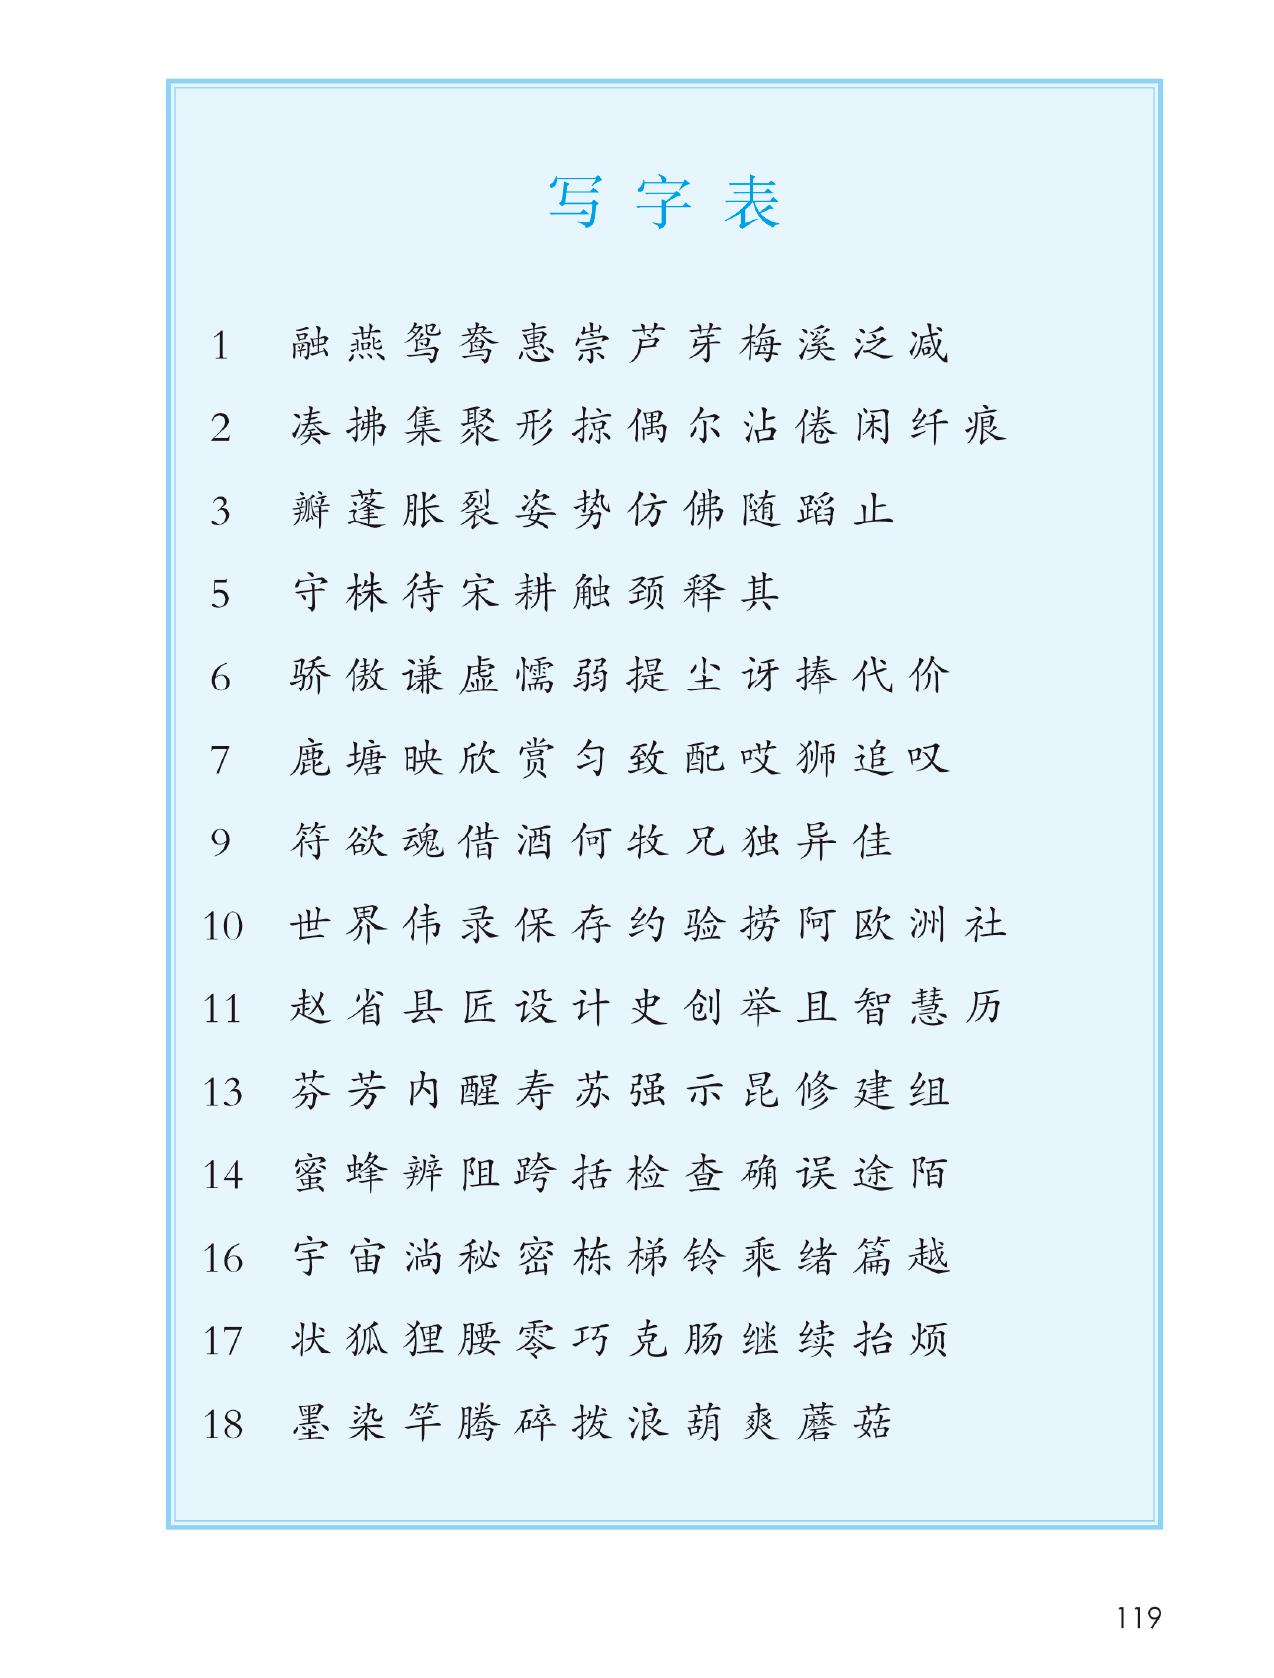 写字表
1 融燕鸳鸯惠崇芦芽梅溪泛减
2 凑拂集聚形掠偶尔沾倦闲纤痕
3 瓣蓬胀裂姿势仿佛随蹈止
5 守株待宋耕触颈释其
6 骄傲谦虚懦弱提尘讶捧代价
7 鹿塘映欣赏匀致配哎狮追叹
9 符欲魂借酒何牧兄独异佳
10 世界伟录保存约验捞阿欧洲社
11 赵省县匠设计史创举且智慧历
13 芬芳内醒寿苏强示昆修建组
14 蜜蜂辨阻跨括检查确误途陌
16 宇宙淌秘密栋梯铃乘绪篇越
17 状狐狸腰零巧克肠继续抬烦
18 墨染竿腾碎拨浪葫爽蘑菇
119